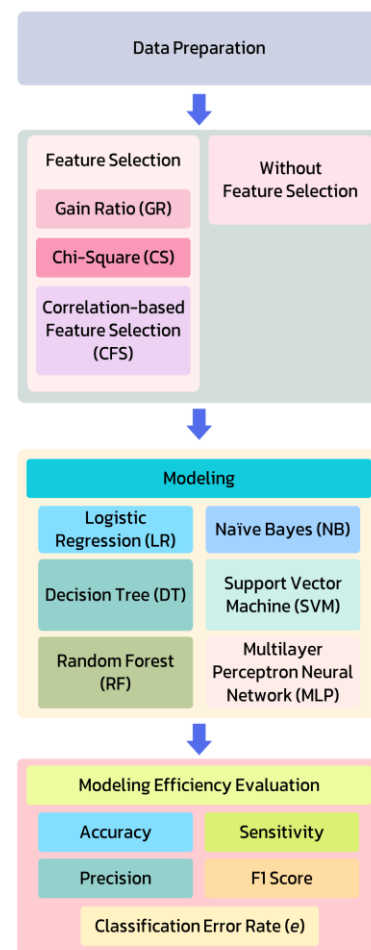 Data Preparation
Feature Selection
Gain Ratio (GR)
Chi-Square (CS)
Correlation-based
Feature Selection
(CFS)
Without
Feature Selection
Modeling
Logistic
Regression (LR)
Naïve Bayes (NB)
Decision Tree (DT)
Support Vector
Machine (SVM)
Random Forest
(RF)
Multilayer
Perceptron Neural
Network (MLP)
Modeling Efficiency Evaluation
Accuracy
Sensitivity
Precision
F1 Score
Classification Error Rate (e)